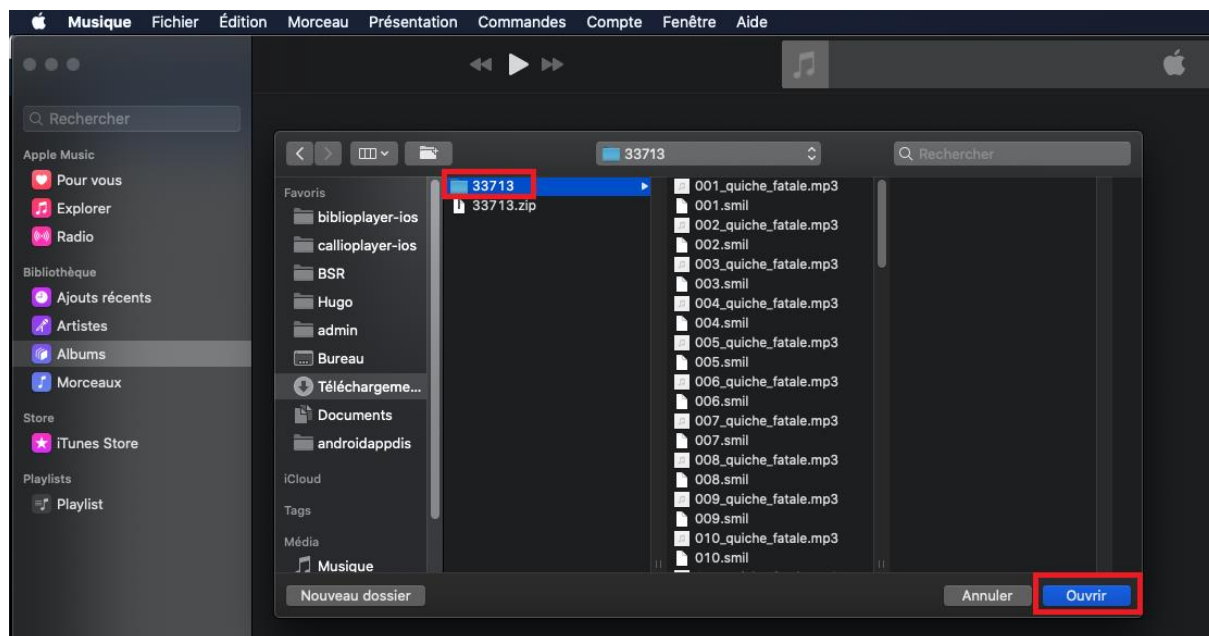 Musique Fichier Édition Morceau Présentation Commandes Compte Fenêtre Aide
Rechercher
Apple Music
Pour vous
Explorer
Radio
Bibliothèque
Ajouts récents
Artistes
Albums
Morceaux
Store
iTunes Store
Playlists
Playlist
33713
Rechercher
Favoris
biblioplayer-ios
callioplayer-ios
BSR
Hugo
admin
Bureau
Téléchargeme...
Documents
androidappdis
iCloud
Tags
Média
Musique
33713
33713.zip
001_quiche_fatale.mp3
001.smil
002_quiche_fatale.mp3
002.smil
003_quiche_fatale.mp3
003.smil
004_quiche_fatale.mp3
004.smil
005_quiche_fatale.mp3
005.smil
006_quiche_fatale.mp3
006.smil
007_quiche_fatale.mp3
007.smil
008_quiche_fatale.mp3
008.smil
009_quiche_fatale.mp3
009.smil
010_quiche_fatale.mp3
010.smil
Nouveau dossier
Annuler
Ouvrir